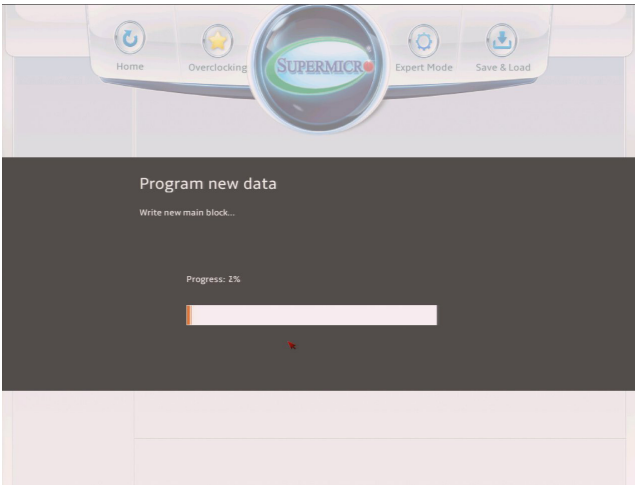 Home
Overclocking
SUPERMICRO
Expert Mode
Save & Load
Program new data
Write new main block...
Progress: 2%